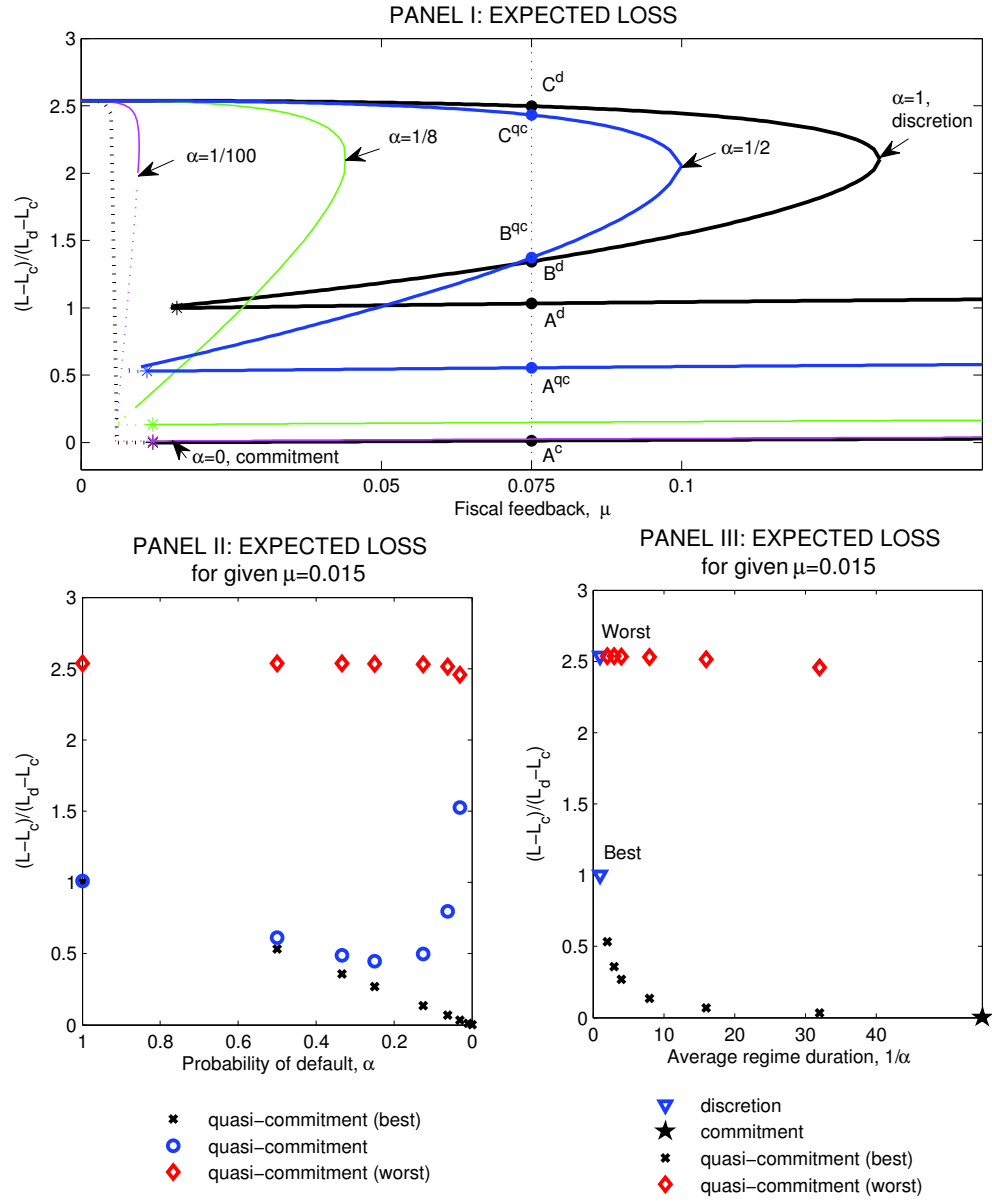 PANEL I: EXPECTED LOSS
3
2.5
2
1.5
1
0.5
0
(L−L_c)/(L_d−L_c)
C^d
C^qc
B^qc
B^d
A^d
A^qc
A^c
α=1/100
α=1/8
α=1/2
α=1,
discretion
α=0, commitment
0
0.05
0.075
0.1
Fiscal feedback, μ
PANEL II: EXPECTED LOSS
for given μ=0.015
3
2.5
2
1.5
1
0.5
0
(L−L_c)/(L_d−L_c)
1
0.8
0.6
0.4
0.2
0
Probability of default, α
quasi−commitment (best)
quasi−commitment
quasi−commitment (worst)
PANEL III: EXPECTED LOSS
for given μ=0.015
3
2.5
2
1.5
1
0.5
0
(L−L_c)/(L_d−L_c)
Worst
Best
0
10
20
30
40
Average regime duration, 1/α
discretion
commitment
quasi−commitment (best)
quasi−commitment (worst)